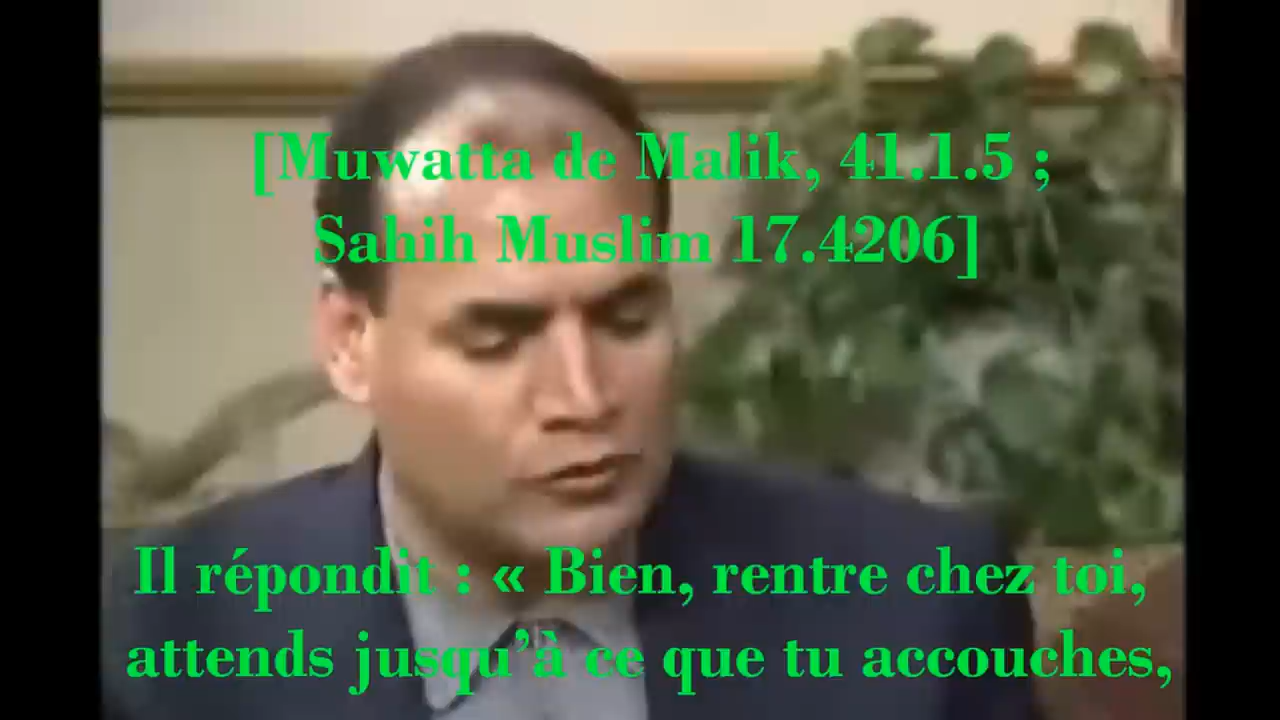 [Muwatta de Malik, 41.1.5 ;
Sahih Muslim 17.4206]
Il répondit : « Bien, rentre chez toi,
attends jusqu’à ce que tu accouches,